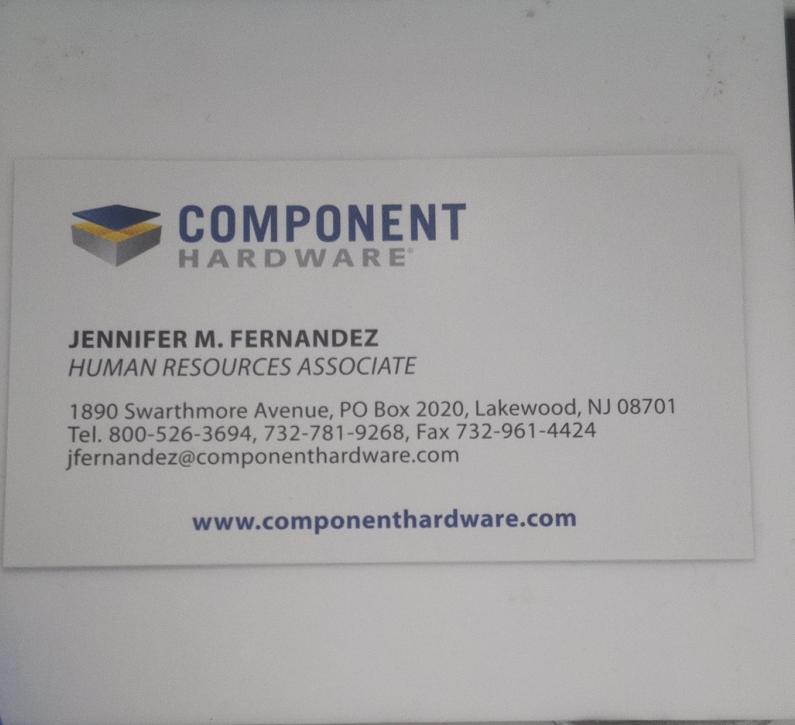 COMPONENT
HARDWARE®
JENNIFER M. FERNANDEZ
HUMAN RESOURCES ASSOCIATE
1890 Swarthmore Avenue, PO Box 2020, Lakewood, NJ 08701
Tel. 800-526-3694, 732-781-9268, Fax 732-961-4424
jfernandez@componenthardware.com
www.componenthardware.com